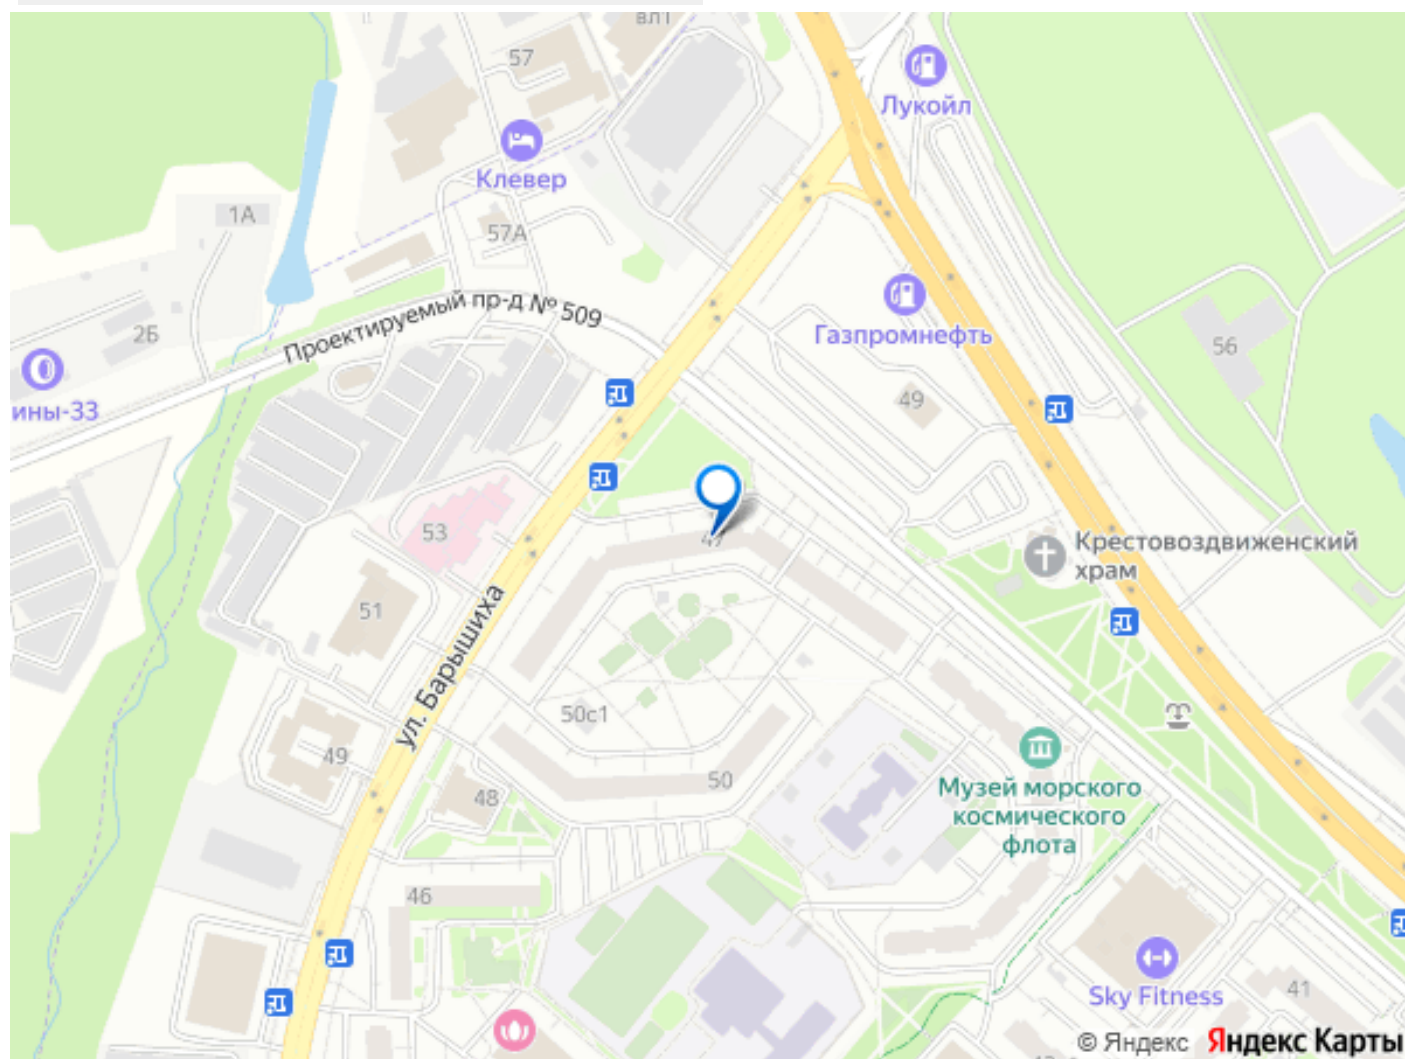 вл1
57
Лукойл
Клевер
1А
57А
2Б
Проектируемый пр-д № 509
Газпромнефть
56
ины-33
49
53
47
Крестовоздвиженский
храм
51
ул. Барышиха
50с1
49
50
48
Музей морского
космического
флота
46
Sky Fitness
41
© Яндекс Яндекс Карты